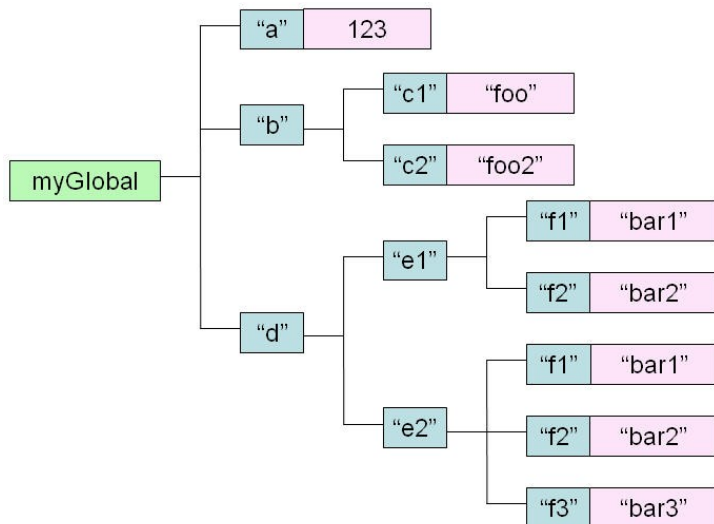 “a” 123
“b”
“c1” “foo”
“c2” “foo2”
myGlobal
“d”
“e1”
“f1” “bar1”
“f2” “bar2”
“e2”
“f1” “bar1”
“f2” “bar2”
“f3” “bar3”